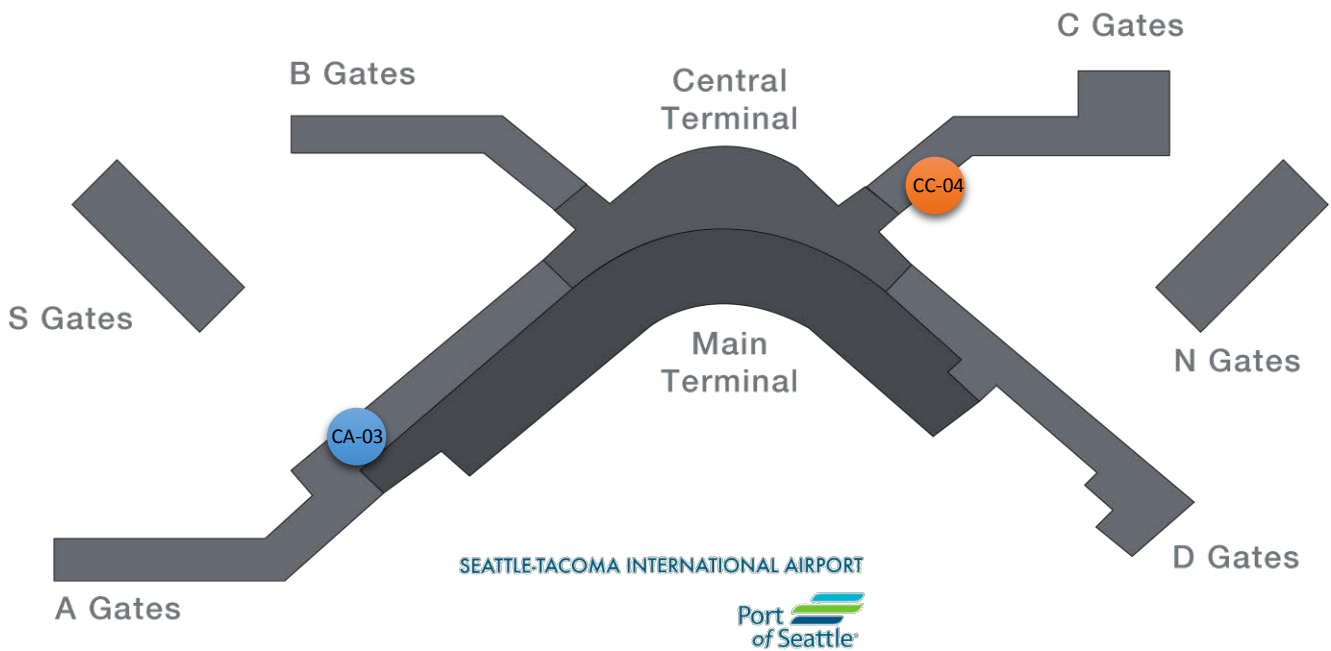 C Gates
B Gates
Central
Terminal
CC-04
S Gates
Main
Terminal
N Gates
CA-03
SEATTLE-TACOMA INTERNATIONAL AIRPORT
D Gates
A Gates
Port
of Seattle®